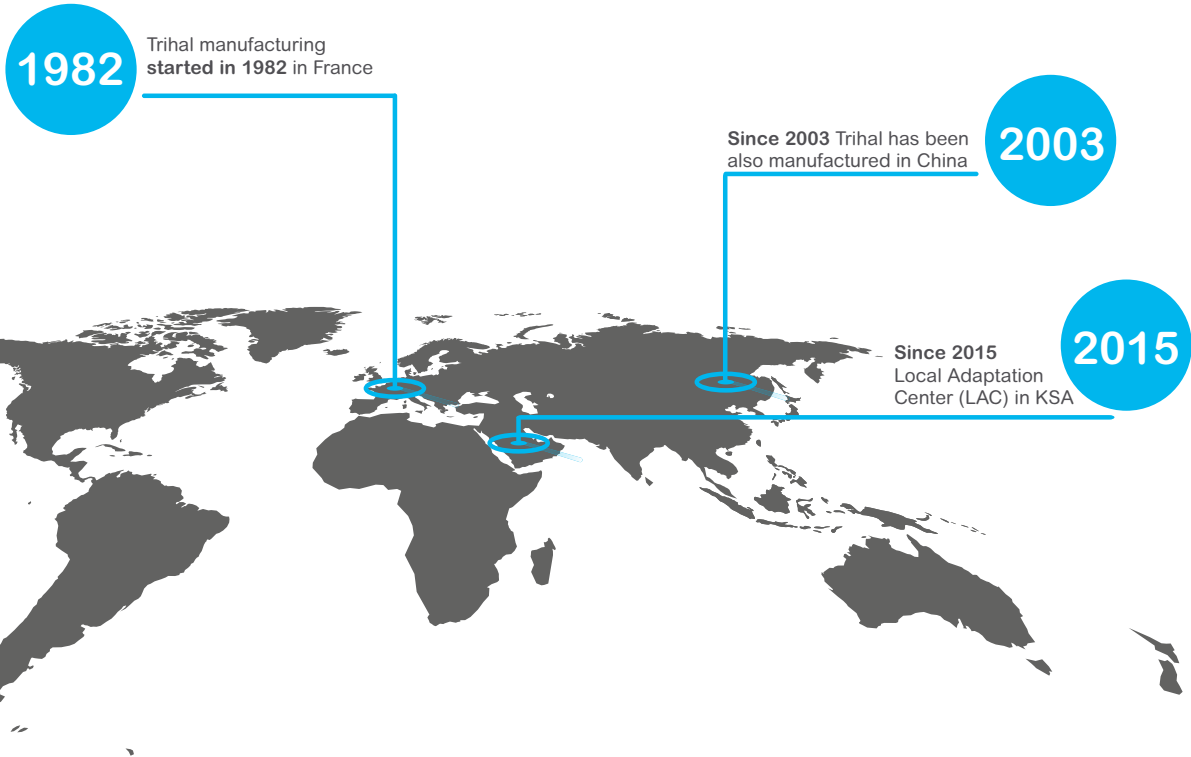 1982
Trihal manufacturing
started in 1982 in France
Since 2003 Trihal has been
also manufactured in China
2003
Since 2015
Local Adaptation
Center (LAC) in KSA
2015